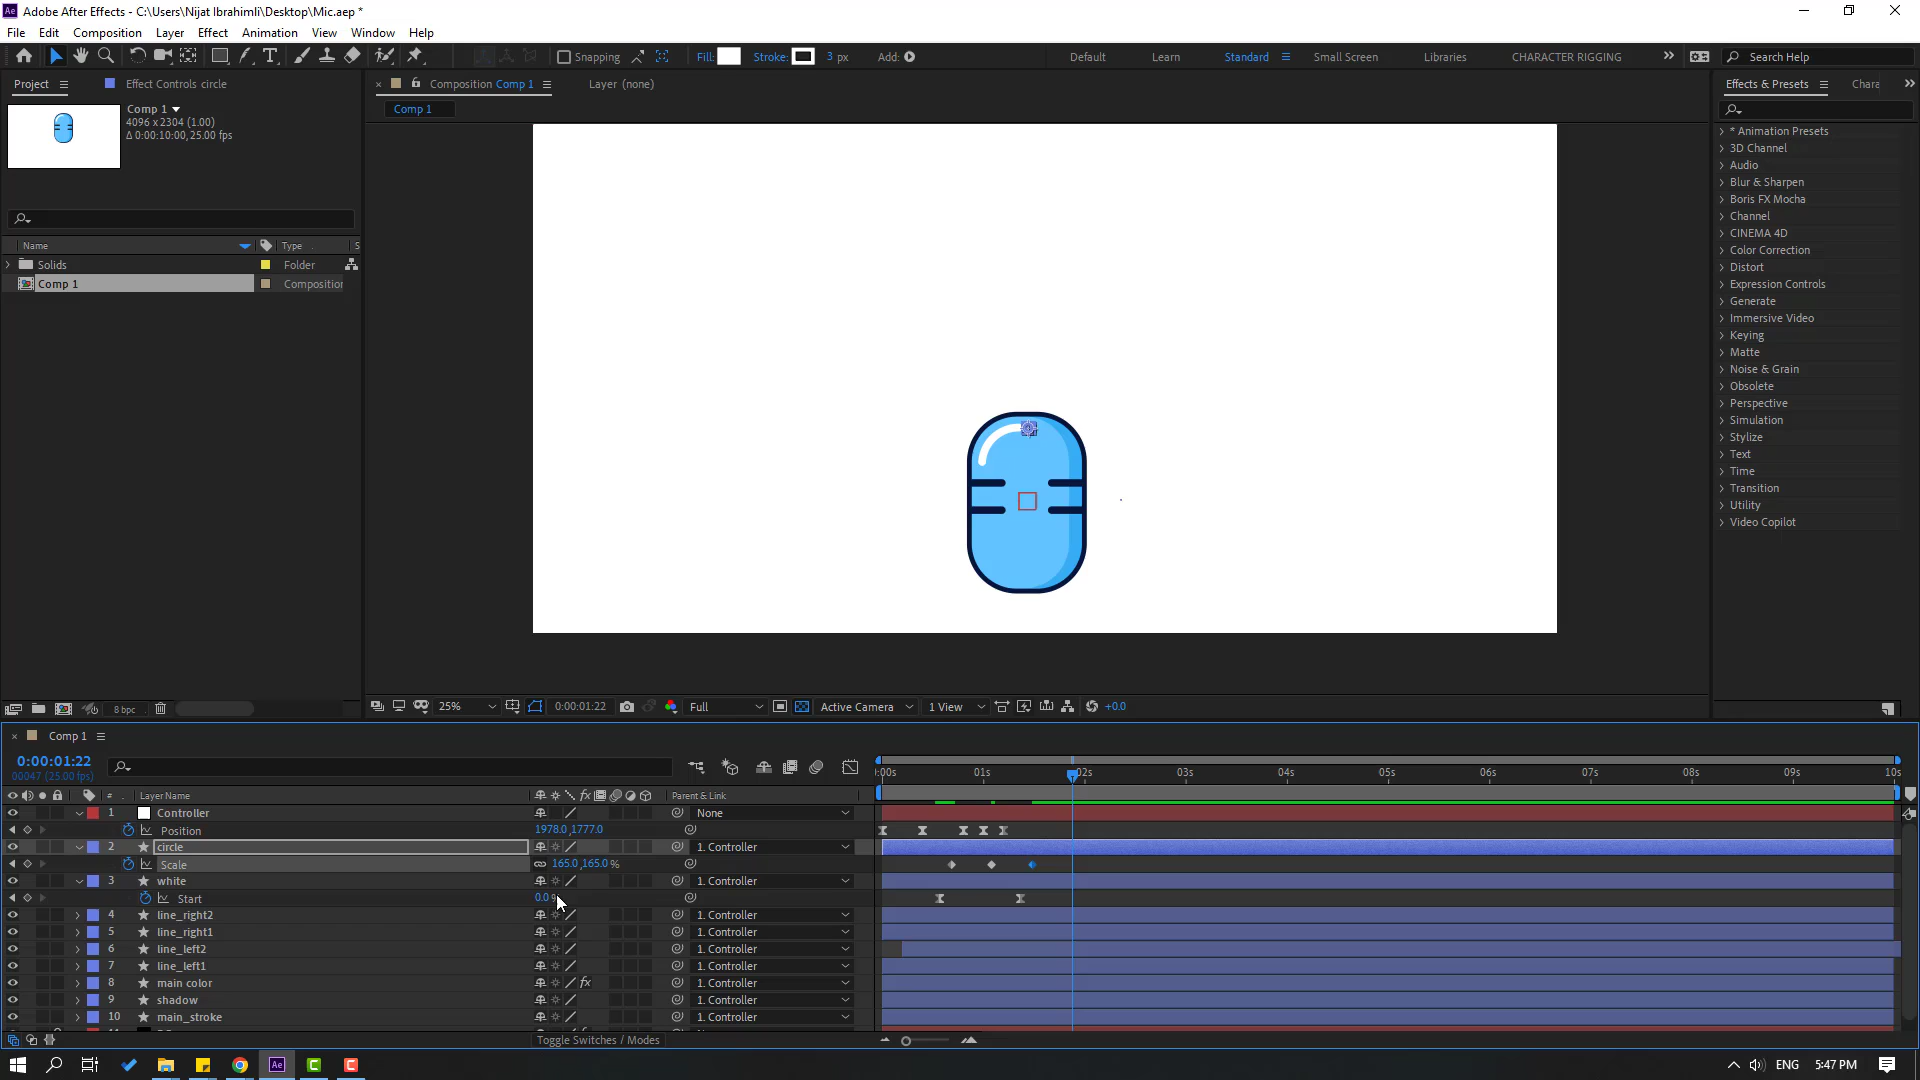 Adobe After Effects - C:\Users\Nijat Ibrahimli\Desktop\Mic.aep *
File Edit Composition Layer Effect Animation View Window Help
Snapping Fill: Stroke: 3 px Add: Default Learn Standard Small Screen Libraries CHARACTER RIGGING Search Help
Project Effect Controls circle
Comp 1
4096 x 2304 (1.00)
Δ 0:00:10:00, 25.00 fps
Name Type S
Solids Folder
Comp 1 Composition
8 bpc
Composition Comp 1 Layer (none)
Comp 1
25% 0:00:01:22 Full Active Camera 1 View +0.0
Effects & Presets Chara
* Animation Presets
3D Channel
Audio
Blur & Sharpen
Boris FX Mocha
Channel
CINEMA 4D
Color Correction
Distort
Expression Controls
Generate
Immersive Video
Keying
Matte
Noise & Grain
Obsolete
Perspective
Simulation
Stylize
Text
Time
Transition
Utility
Video Copilot
Comp 1
0:00:01:22
00047 (25.00 fps)
:00s 01s 02s 03s 04s 05s 06s 07s 08s 09s 10s
# Layer Name fx Parent & Link
1 Controller None
Position 1978.0,1777.0
2 circle 1. Controller
Scale 165.0,165.0 %
3 white 1. Controller
Start 0.0 %
4 line_right2 1. Controller
5 line_right1 1. Controller
6 line_left2 1. Controller
7 line_left1 1. Controller
8 main color fx 1. Controller
9 shadow 1. Controller
10 main_stroke 1. Controller
Toggle Switches / Modes
Ae ENG 5:47 PM